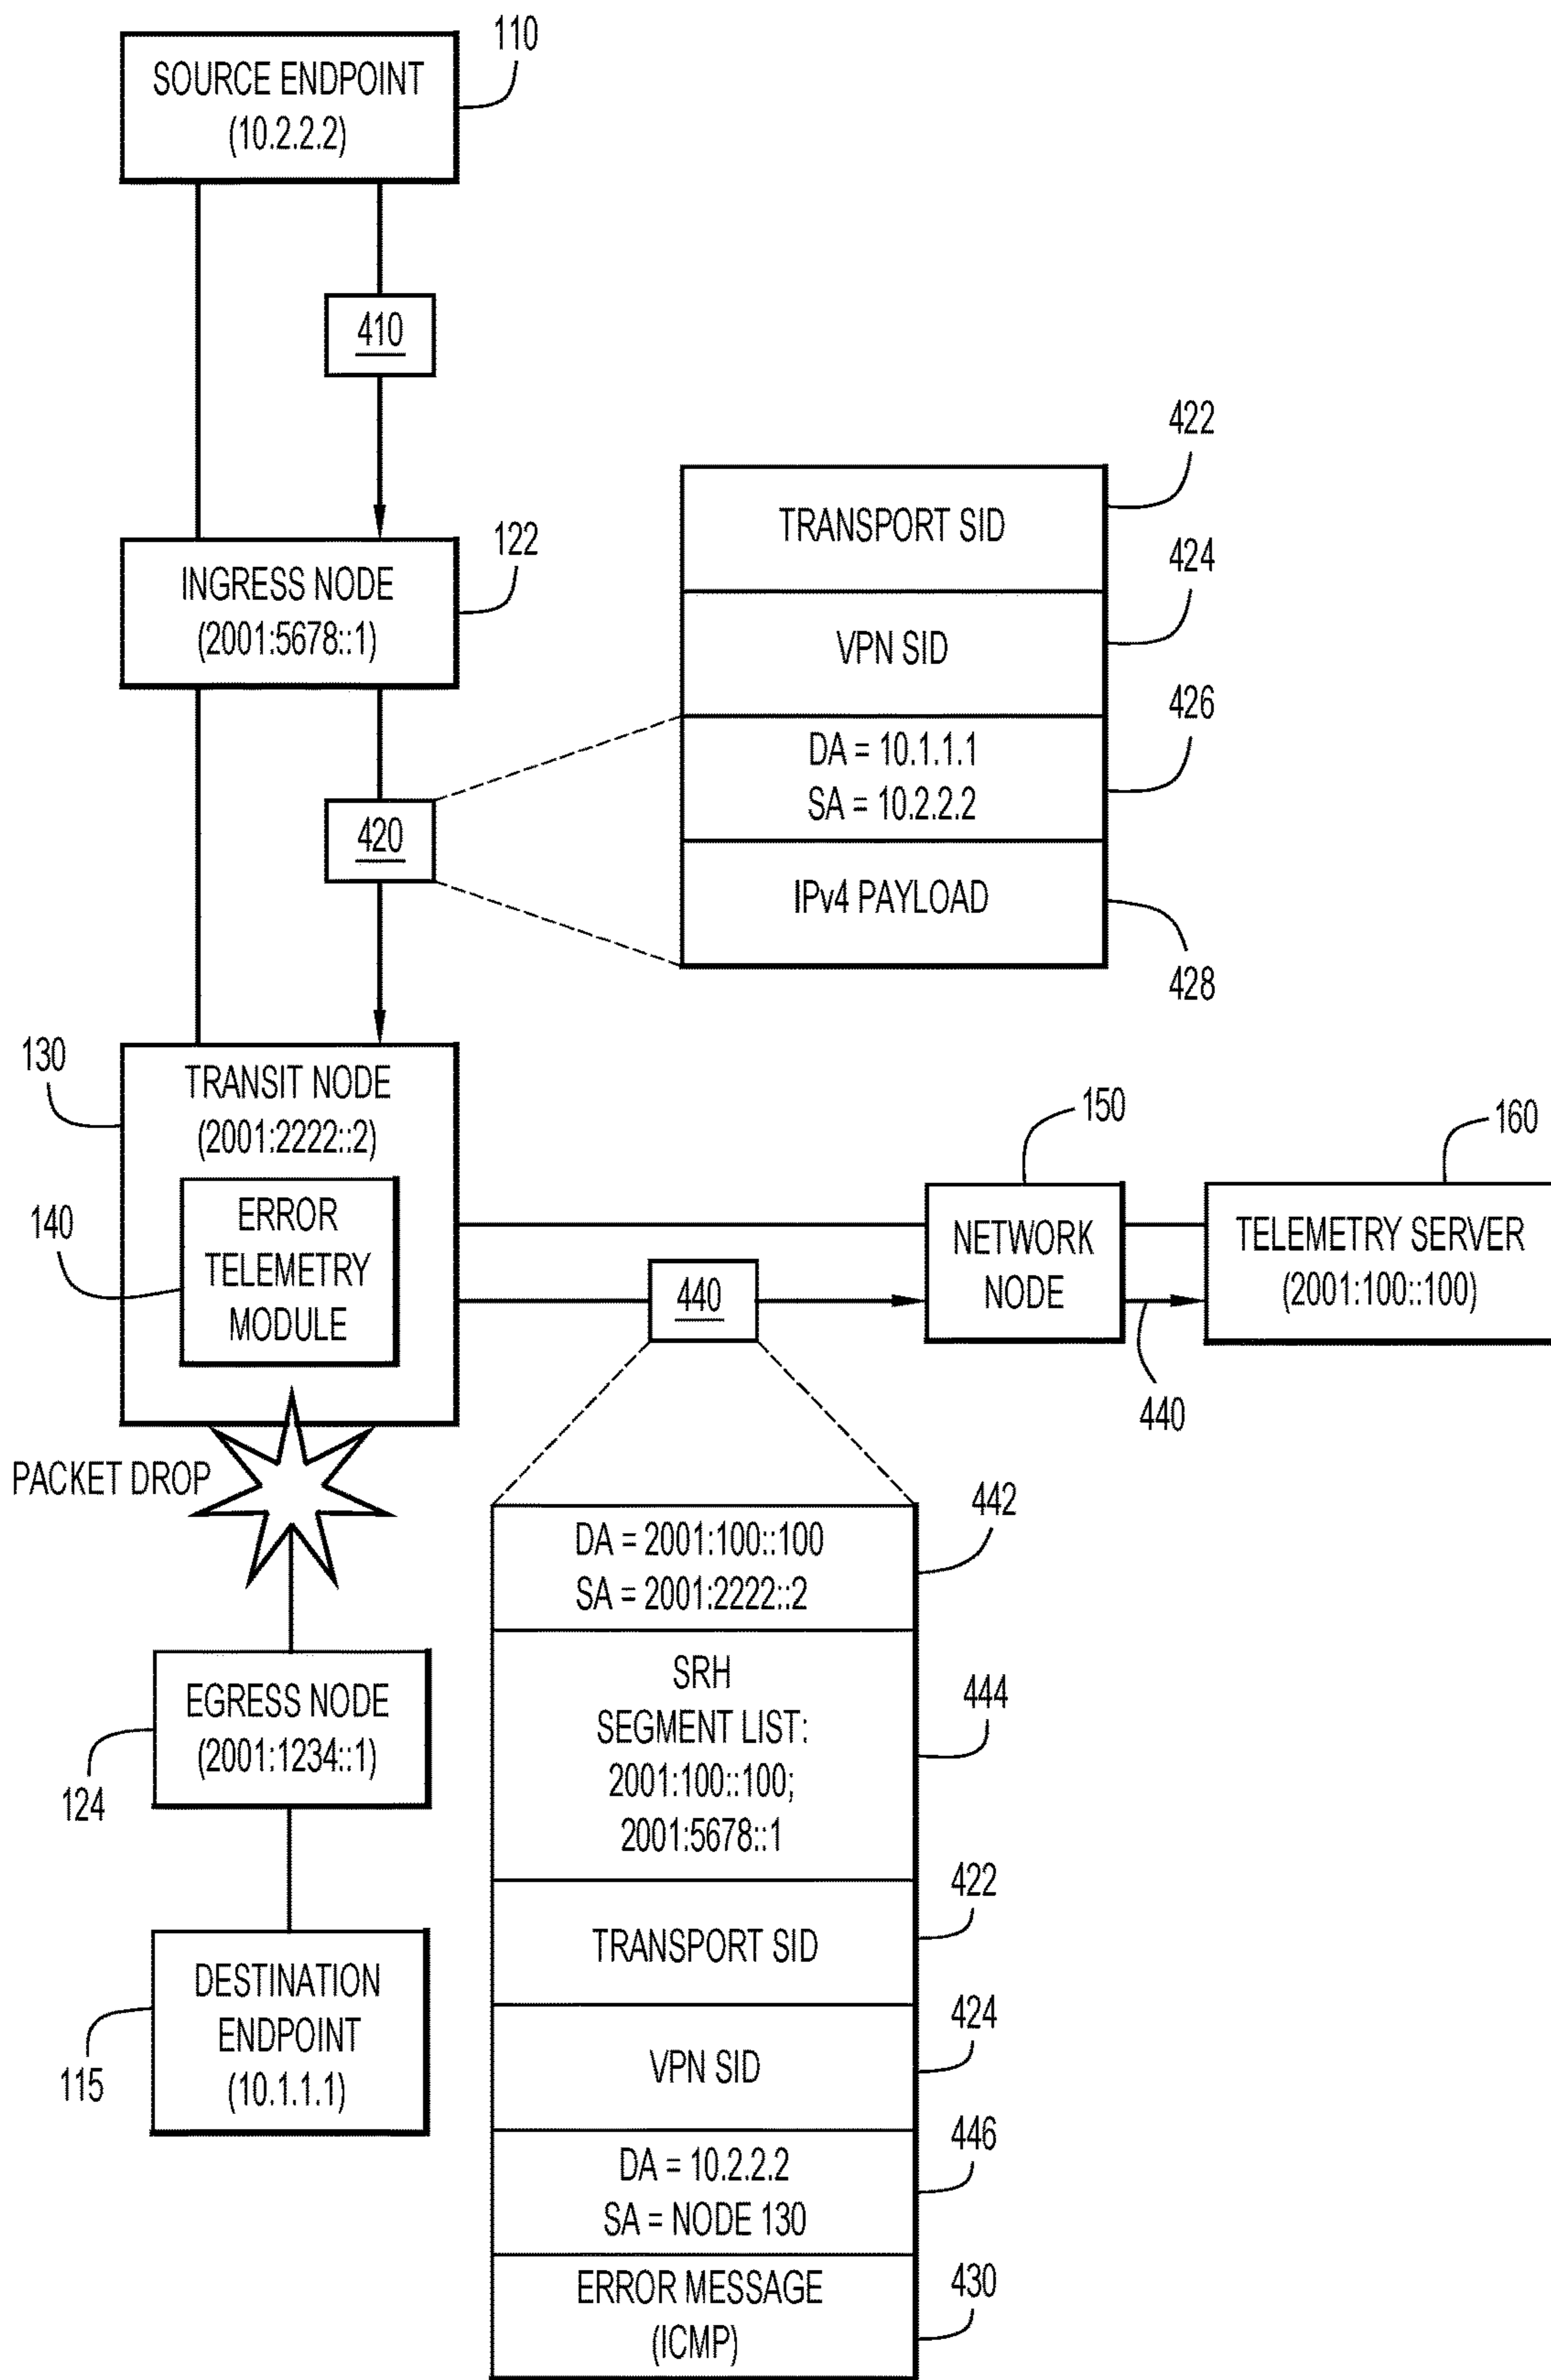 110
SOURCE ENDPOINT
(10.2.2.2)
410
122
INGRESS NODE
(2001:5678::1)
420
422
TRANSPORT SID
424
VPN SID
426
DA = 10.1.1.1
SA = 10.2.2.2
IPv4 PAYLOAD
428
130
TRANSIT NODE
(2001:2222::2)
140
ERROR
TELEMETRY
MODULE
150
NETWORK
NODE
160
TELEMETRY SERVER
(2001:100::100)
440
440
PACKET DROP
442
DA = 2001:100::100
SA = 2001:2222::2
444
SRH
SEGMENT LIST:
2001:100::100;
2001:5678::1
EGRESS NODE
(2001:1234::1)
124
422
TRANSPORT SID
DESTINATION
ENDPOINT
(10.1.1.1)
115
424
VPN SID
446
DA = 10.2.2.2
SA = NODE 130
430
ERROR MESSAGE
(ICMP)